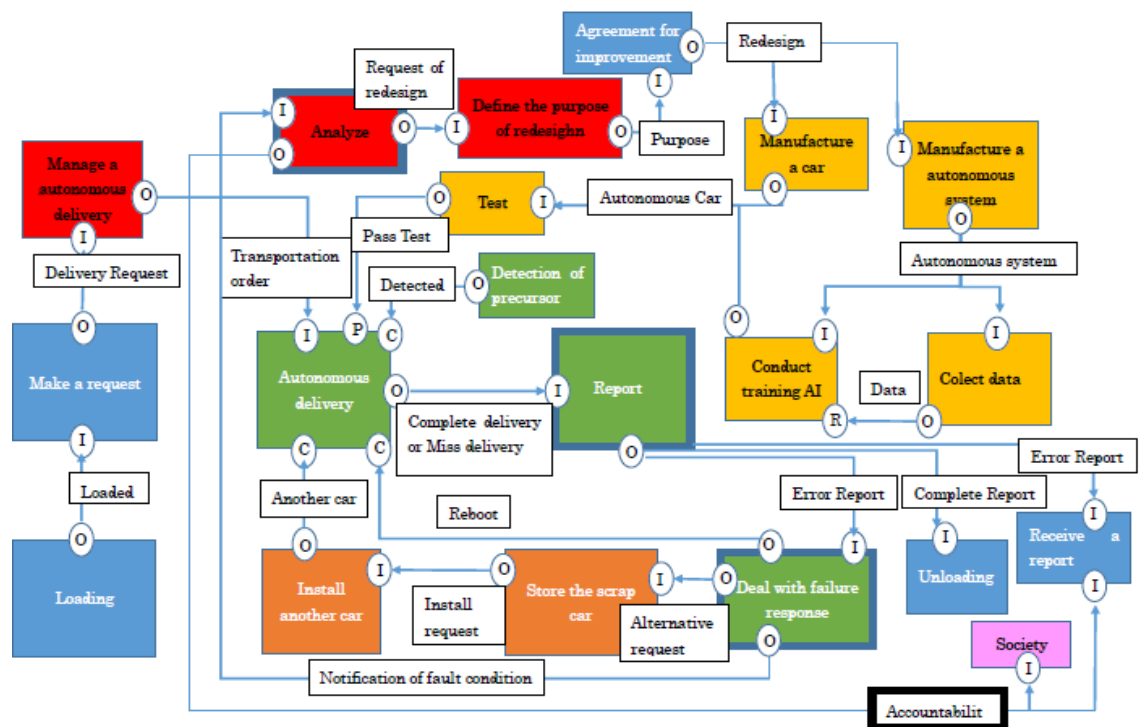 Agreement for
improvement
O
Redesign
I
Request of
redesign
I
Analyze
O
O
I
Define the purpose
of redesighn
O
Purpose
I
Manufacture
a car
O
I
Manufacture a
autonomous
system
O
Manage a
autonomous
delivery
O
I
O
Test
I
Autonomous Car
Pass Test
Transportation
order
Delivery Request
Detected
O
Detection of
precursor
Autonomous system
O
Make a request
I
I
P
C
Autonomous
delivery
O
C
C
Complete delivery
or Miss delivery
I
Report
O
O
I
Conduct
training AI
R
Data
I
Colect data
O
Loaded
O
Loading
Another car
Reboot
Error Report
Complete Report
Error Report
O
Install
another car
I
Install
request
O
Store the scrap
car
I
Alternative
request
O
O
I
Deal with failure
response
O
I
Unloading
I
Receive a
report
I
Society
I
Notification of fault condition
Accountabilit